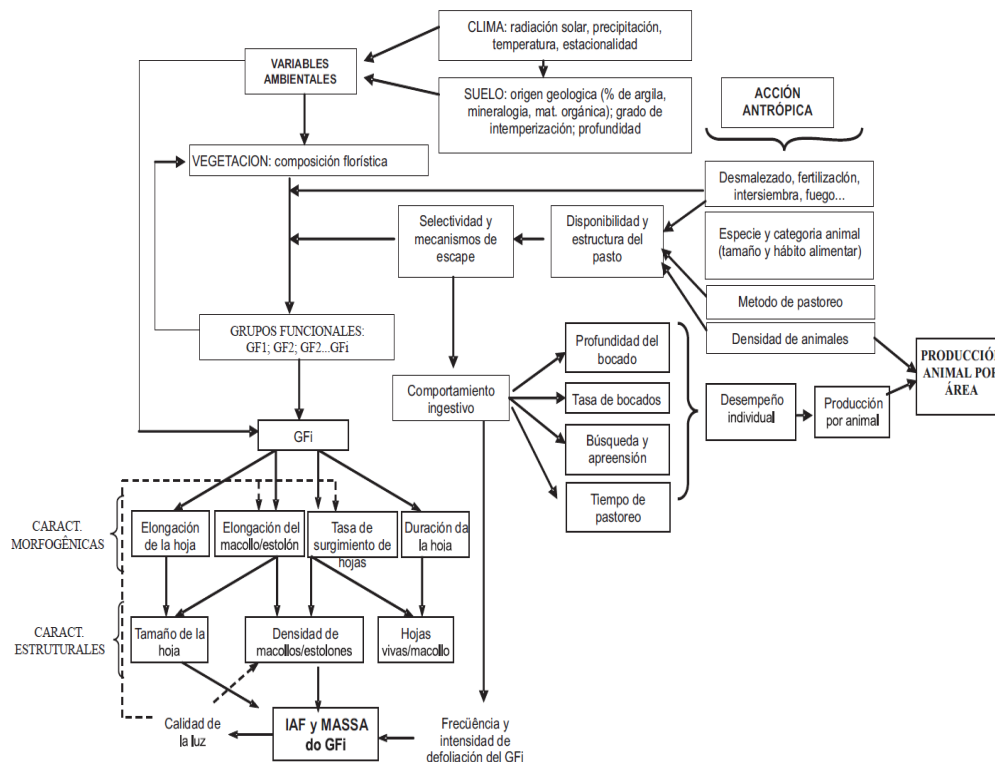 CLIMA: radiación solar, precipitación,
temperatura, estacionalidad
VARIABLES
AMBIENTALES
SUELO: origen geologica (% de argila,
mineralogia, mat. orgánica); grado de
intemperización; profundidad
ACCIÓN
ANTRÓPICA
VEGETACION: composición florística
Desmalezado, fertilización,
intersiembra, fuego...
Selectividad y
mecanismos de
escape
Disponibilidad y
estructura del
pasto
Especie y categoria animal
(tamaño y hábito alimentar)
Metodo de pastoreo
Densidad de animales
GRUPOS FUNCIONALES:
GF1; GF2; GF2...GFi
Profundidad del
bocado
PRODUCCIÓN
ANIMAL POR
ÁREA
Comportamiento
ingestivo
Tasa de bocados
Desempeño
individual
Producción
por animal
GFi
Búsqueda y
apreensión
Tiempo de
pastoreo
CARACT.
MORFOGÊNICAS
Elongación
de la hoja
Elongación del
macollo/estolón
Tasa de
surgimiento de
hojas
Duración da
la hoia
CARACT.
ESTRUTURALES
Tamaño de la
hoja
Densidad de
macollos/estolones
Hojas
vivas/macollo
Calidad de
la luz
IAF y MASSA
do GFi
Frecüência y
intensidad de
defoliación del GFi